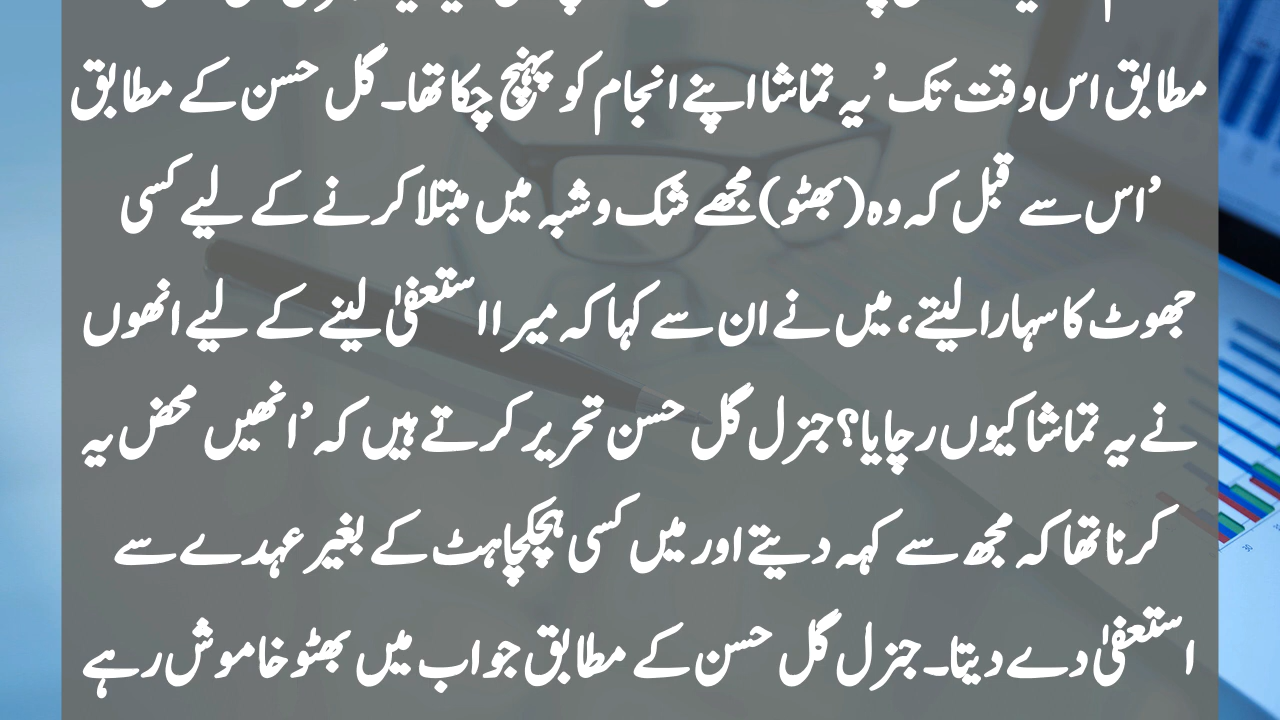 مطابق اس وقت تک ’یہ تماشا اپنے انجام کو پہنچ چکا تھا۔ گل حسن کے مطابق
’اس سے قبل کہ وہ (بھٹو) مجھے شک و شبہ میں مبتلا کرنے کے لیے کسی
جھوٹ کا سہارا لیتے، میں نے ان سے کہا کہ میرا استعفیٰ لینے کے لیے انھوں
نے یہ تماشا کیوں رچایا؟ جنرل گل حسن تحریر کرتے ہیں کہ ’انھیں محض یہ
کرنا تھا کہ مجھ سے کہہ دیتے اور میں کسی ہچکچاہٹ کے بغیر عہدے سے
استعفیٰ دے دیتا۔ جنرل گل حسن کے مطابق جواب میں بھٹو خاموش رہے